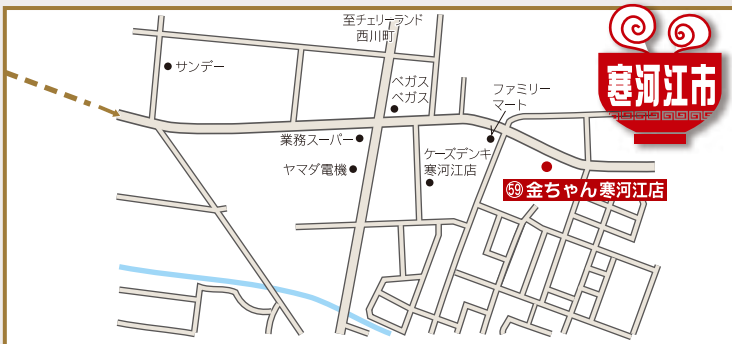 至チェリーランド
西川町
サンデー
ベガス
ベガス
ファミリー
マート
寒河江市
業務スーパー
ケーズデンキ
寒河江店
ヤマダ電機
59 金ちゃん寒河江店